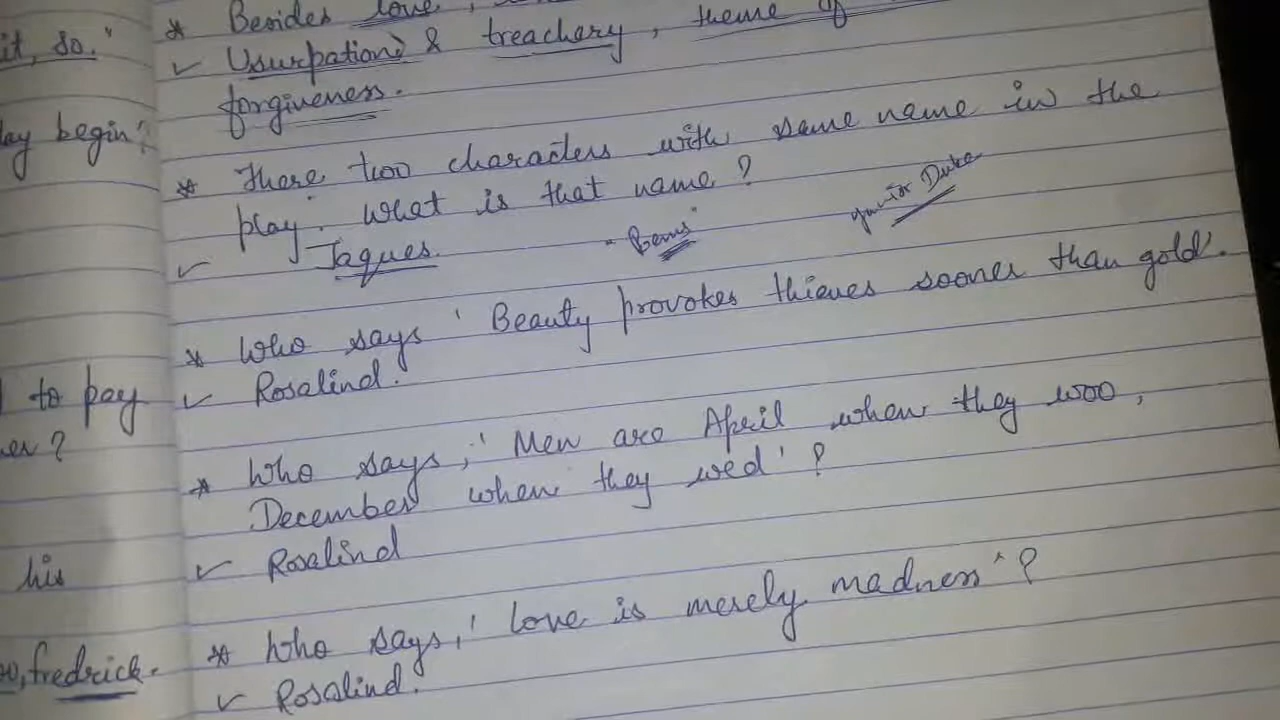 it, so."
* Besides love,
✓ Usurpation & treachery, theme of
forgiveness.
lay begin'?
* There two characters with same name in the
play. What is that name?
✓ Jaques.
junior Duke
* Who says 'Beauty provokes thieves sooner than gold'.
✓ Rosalind.
to pay
er?
* Who says, 'Men are April when they woo,
December when they wed'?
✓ Rosalind
his
* Who says, 'Love is merely madness'?
✓ Rosalind.
fredrick.